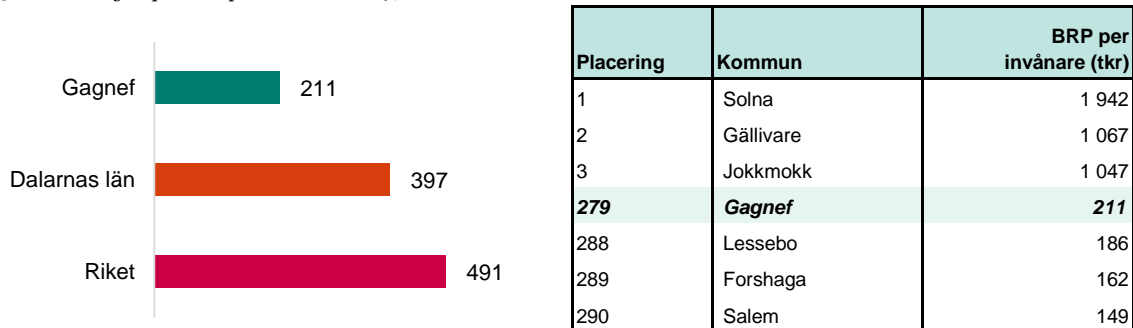 Gagnef 211
Dalarnas län 397
Riket 491
BRP per
Placering Kommun invånare (tkr)
1 Solna 1 942
2 Gällivare 1 067
3 Jokkmokk 1 047
279 Gagnef 211
288 Lessebo 186
289 Forshaga 162
290 Salem 149